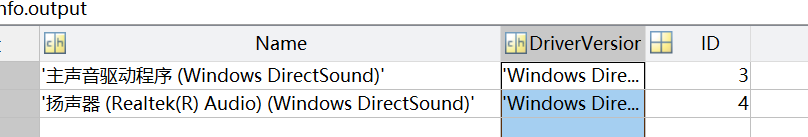 nfo.output
Name DriverVersior ID
'主声音驱动程序 (Windows DirectSound)' 'Windows Dire... 3
'扬声器 (Realtek(R) Audio) (Windows DirectSound)' 'Windows Dire... 4